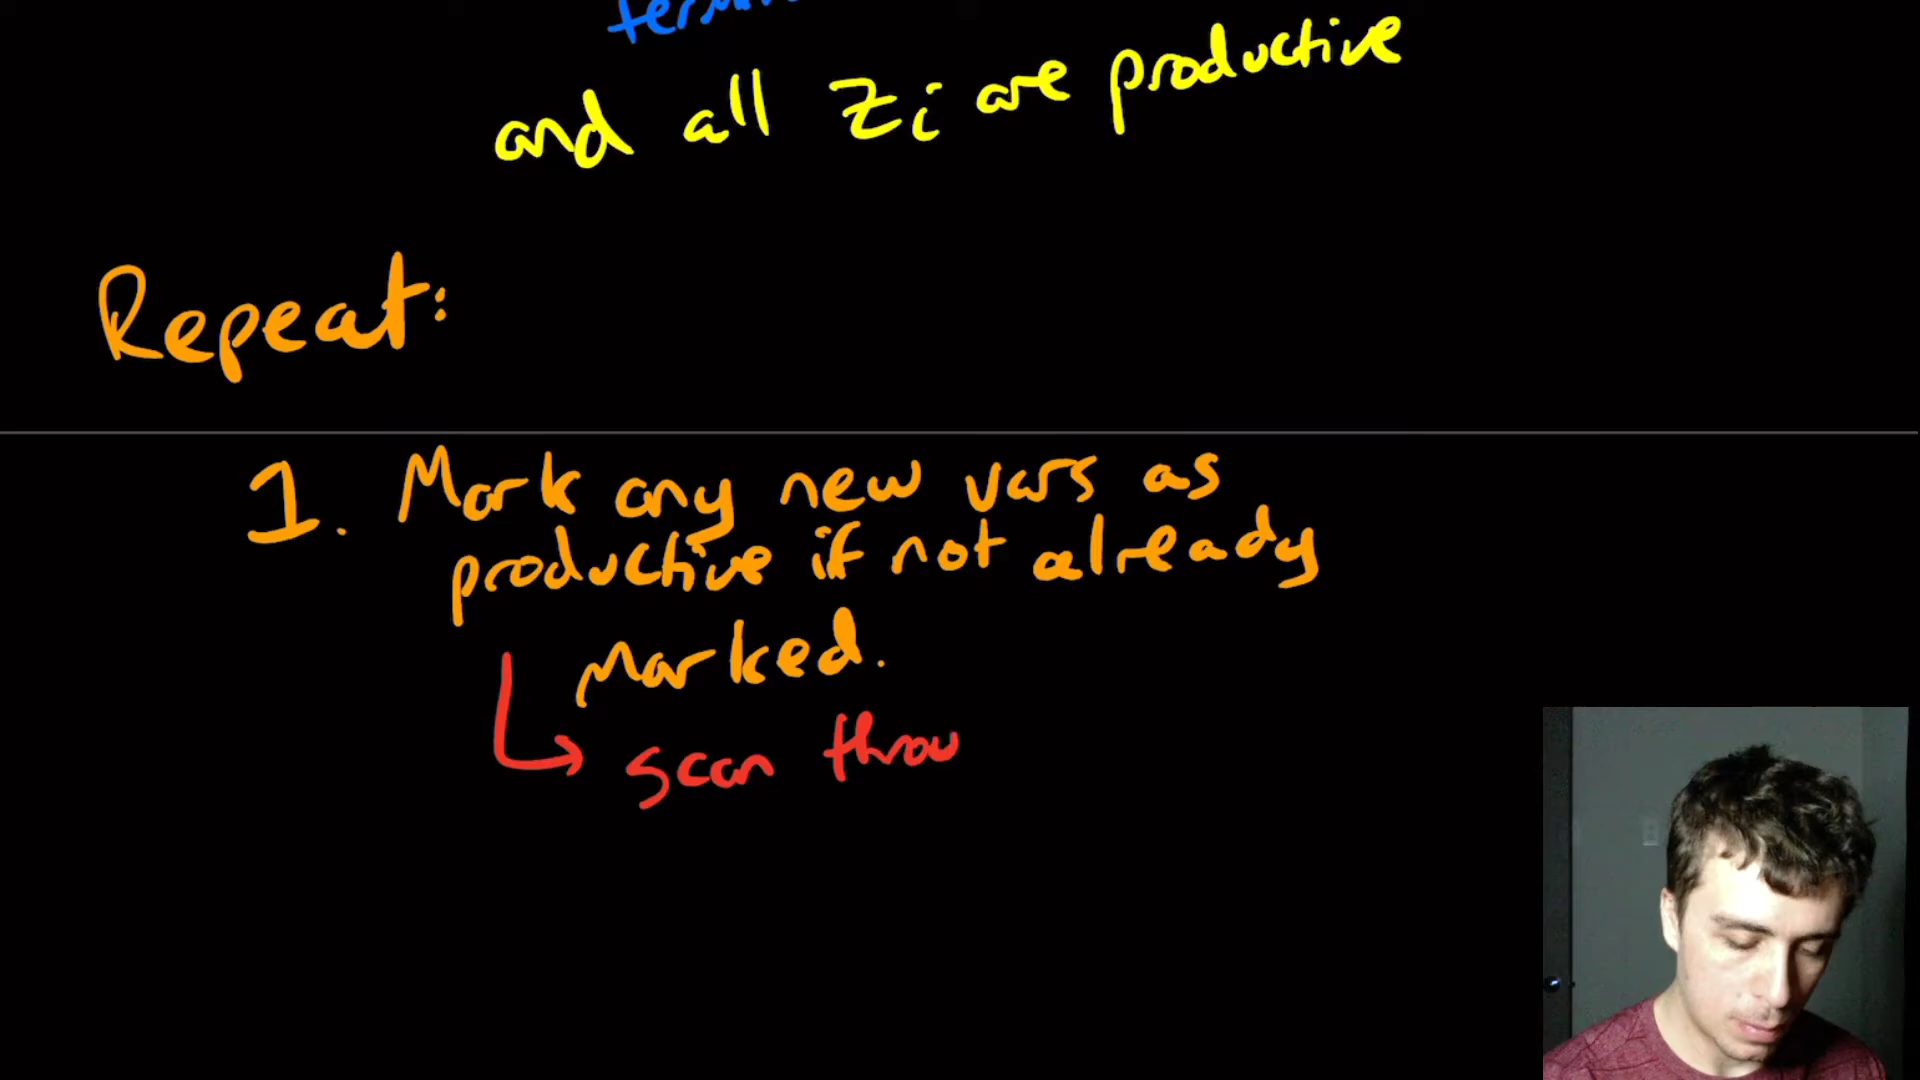 and all Zi are productive
Repeat:
1. Mark any new vars as
productive if not already
marked.
scan throu